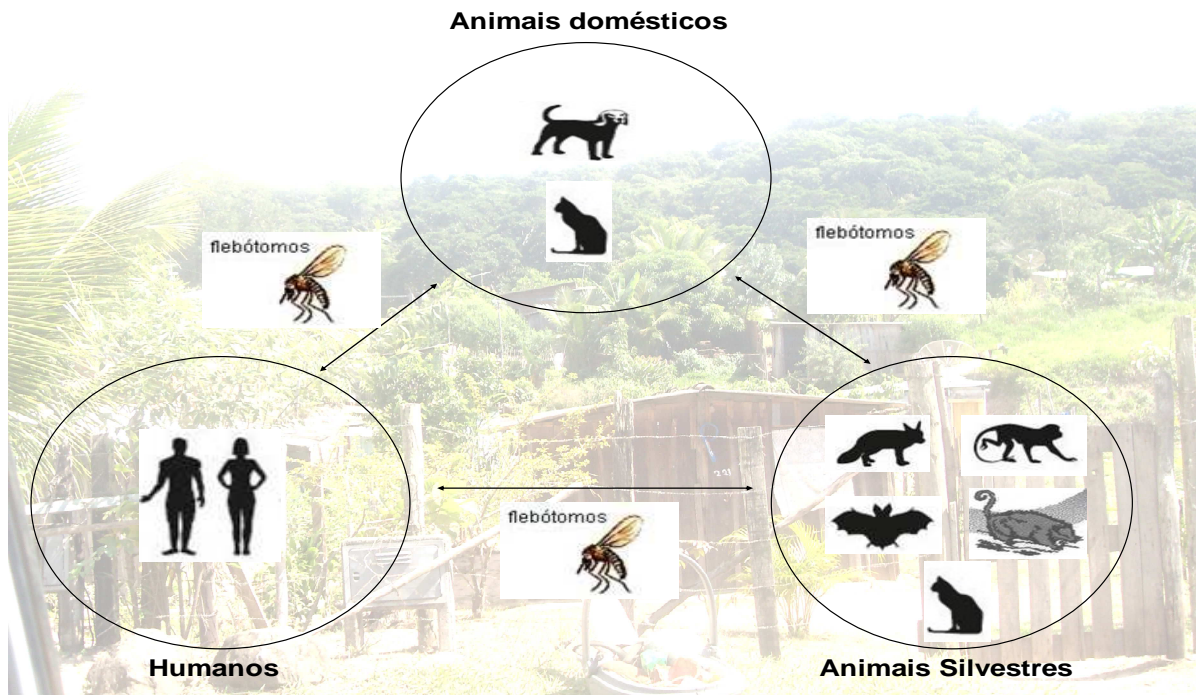 Animais domésticos
flebótomos
flebótomos
flebótomos
Humanos
Animais Silvestres